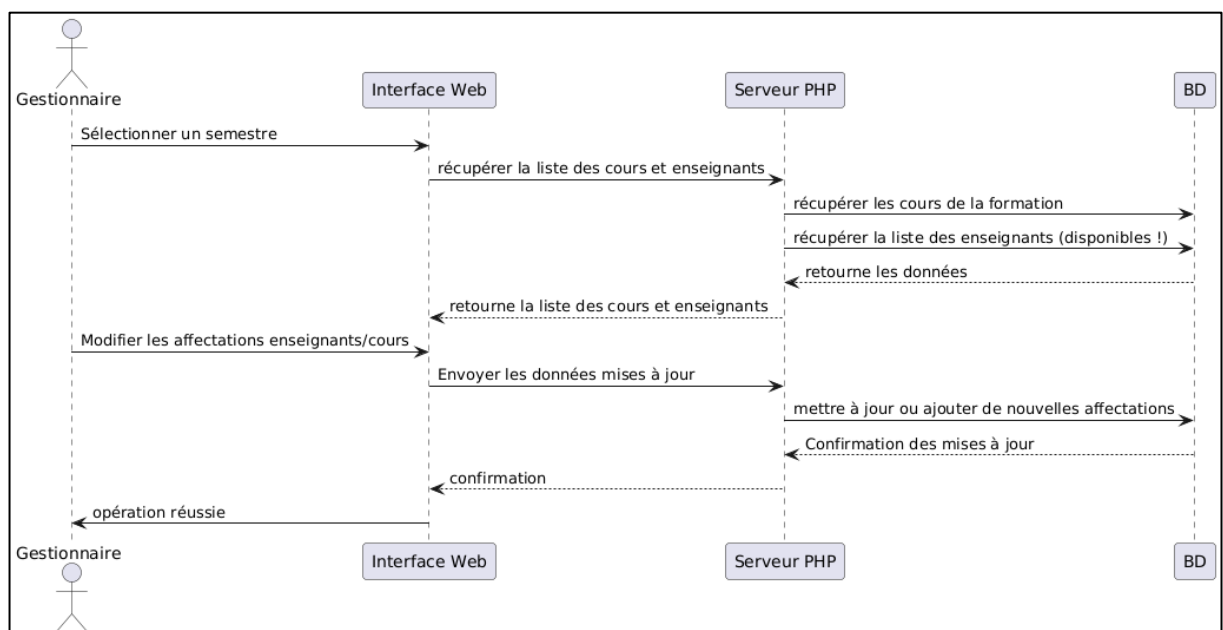 Gestionnaire
Interface Web
Serveur PHP
BD
Sélectionner un semestre
récupérer la liste des cours et enseignants
récupérer les cours de la formation
récupérer la liste des enseignants (disponibles !)
retourne les données
retourne la liste des cours et enseignants
Modifier les affectations enseignants/cours
Envoyer les données mises à jour
mettre à jour ou ajouter de nouvelles affectations
Confirmation des mises à jour
confirmation
opération réussie
Gestionnaire
Interface Web
Serveur PHP
BD